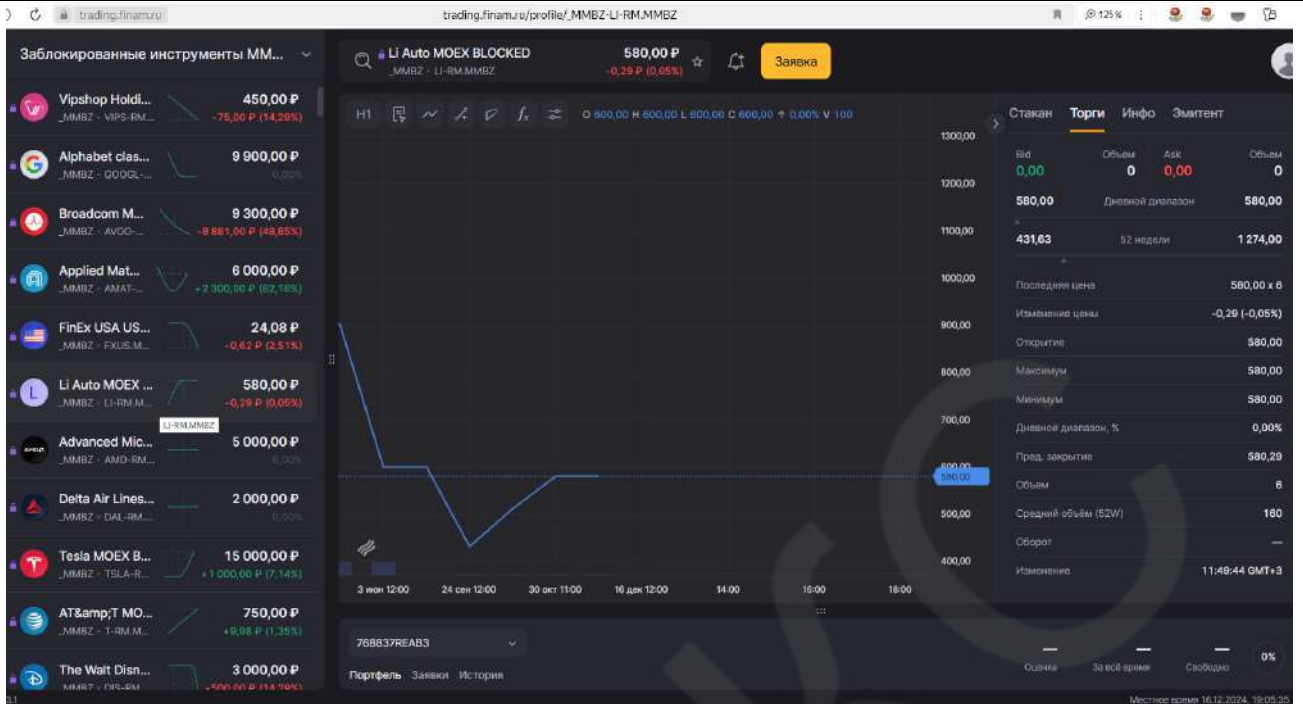 trading.finam.ru
trading.finam.ru/profile/_MMBZ-LI-RM.MMBZ
125 %
Заблокированные инструменты MM...
Vipshop Holdi...
450,00 ₽
_MMBZ - VIPS-RM...
-75,00 ₽ (14,29%)
Alphabet clas...
9 900,00 ₽
_MMBZ - GOOGL-...
0,00%
Broadcom M...
9 300,00 ₽
_MMBZ - AVGO-...
-8 881,00 ₽ (48,85%)
Applied Mat...
6 000,00 ₽
_MMBZ - AMAT-...
+2 300,00 ₽ (62,16%)
FinEx USA US...
24,08 ₽
_MMBZ - FXUS.M...
-0,62 ₽ (2,51%)
L
Li Auto MOEX ...
580,00 ₽
_MMBZ - LI-RM.M...
-0,29 ₽ (0,05%)
LI-RM.MMBZ
Advanced Mic...
5 000,00 ₽
_MMBZ - AMD-RM...
0,00%
Delta Air Lines...
2 000,00 ₽
_MMBZ - DAL-RM....
0,00%
Tesla MOEX B...
15 000,00 ₽
_MMBZ - TSLA-R...
+1 000,00 ₽ (7,14%)
AT&amp;T MO...
750,00 ₽
_MMBZ - T-RM.M...
+9,98 ₽ (1,35%)
The Walt Disn...
3 000,00 ₽
_MMBZ - DIS-RM
-500,00 ₽ (14,29%)
3.1
Li Auto MOEX BLOCKED
580,00 ₽
_MMBZ - LI-RM.MMBZ
-0,29 ₽ (0,05%)
Заявка
H1
fx
O 600,00 H 600,00 L 600,00 C 600,00 ↑ 0,00% V 100
1300,00
1200,00
1100,00
1000,00
900,00
800,00
700,00
600,00
580,00
500,00
400,00
3 июн 12:00
24 сен 12:00
30 окт 11:00
16 дек 12:00
14:00
16:00
18:00
768837REAB3
Портфель Заявки История
Стакан Торги Инфо Эмитент
Bid Объем Ask Объем
0,00 0 0,00 0
580,00 Дневной диапазон 580,00
431,63 52 недели 1 274,00
Последняя цена 580,00 x 6
Изменение цены -0,29 (-0,05%)
Открытие 580,00
Максимум 580,00
Минимум 580,00
Дневной диапазон, % 0,00%
Пред. закрытие 580,29
Объем 6
Средний объём (52W) 160
Оборот —
Изменение 11:49:44 GMT+3
— — — 0%
Оценка За всё время Свободно
Местное время 16.12.2024, 19:05:35